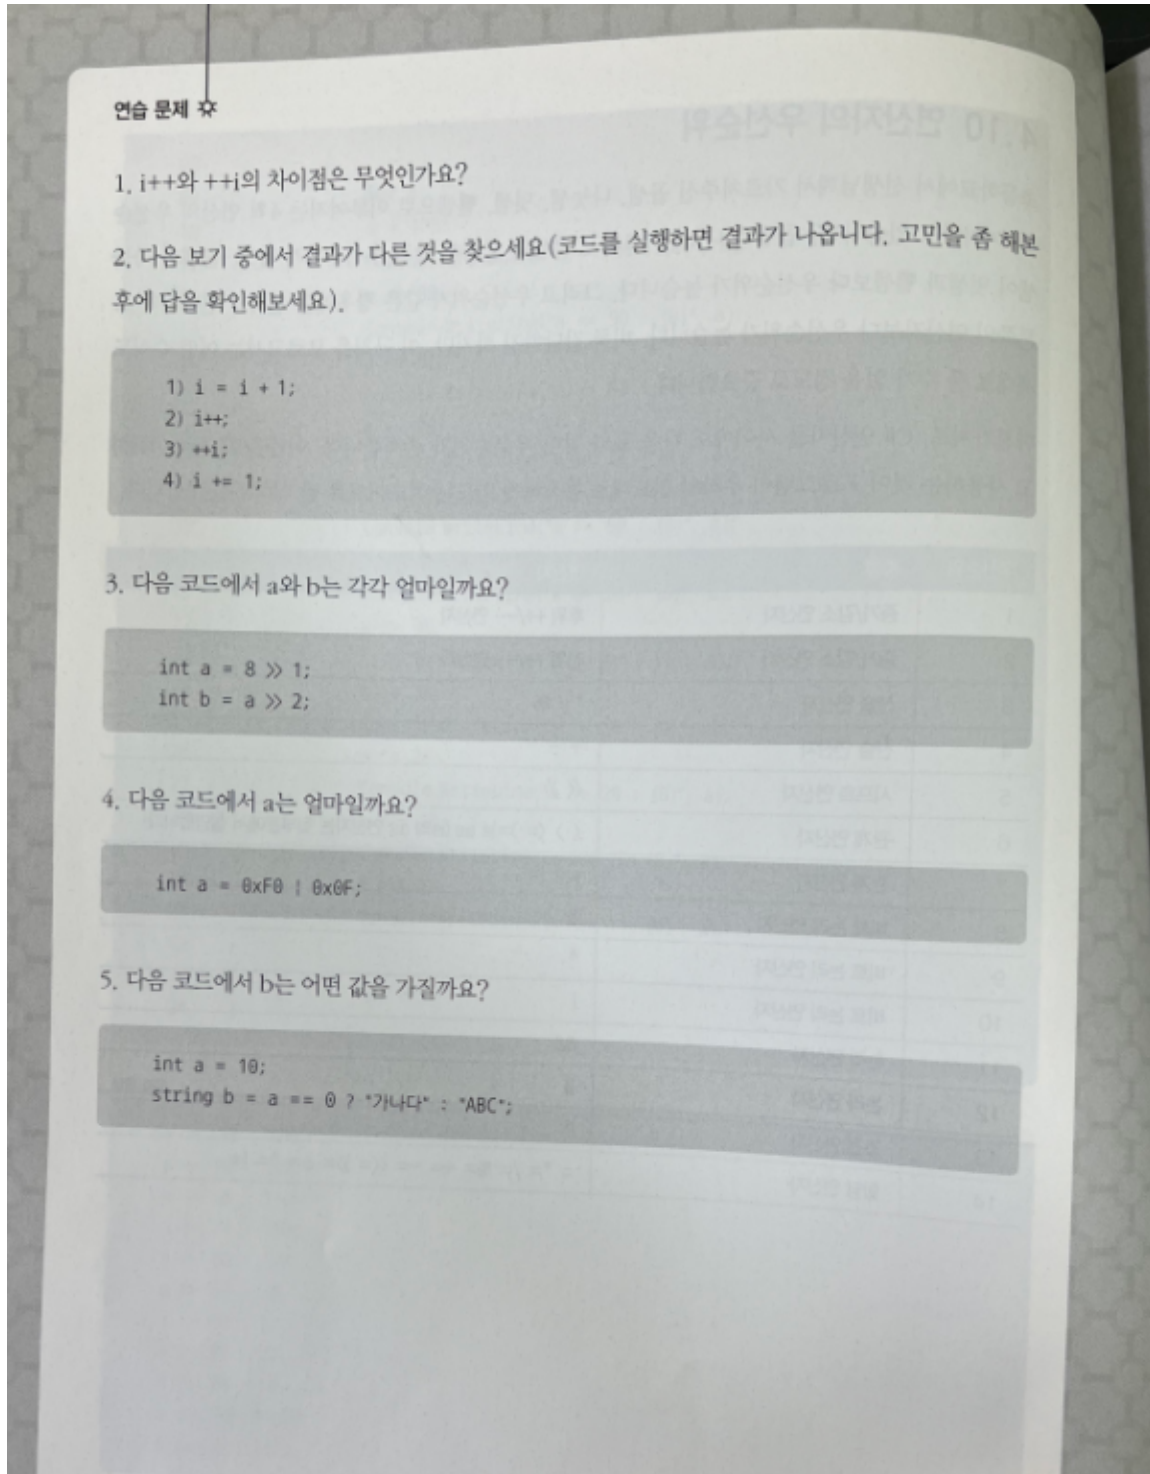 연습 문제
1. i++와 ++i의 차이점은 무엇인가요?
2. 다음 보기 중에서 결과가 다른 것을 찾으세요(코드를 실행하면 결과가 나옵니다. 고민을 좀 해본
후에 답을 확인해보세요).
1) i = i + 1;
2) i++;
3) ++i;
4) i += 1;
3. 다음 코드에서 a와 b는 각각 얼마일까요?
int a = 8 >> 1;
int b = a >> 2;
4. 다음 코드에서 a는 얼마일까요?
int a = 0xF0 | 0x0F;
5. 다음 코드에서 b는 어떤 값을 가질까요?
int a = 10;
string b = a == 0 ? "가나다" : "ABC";